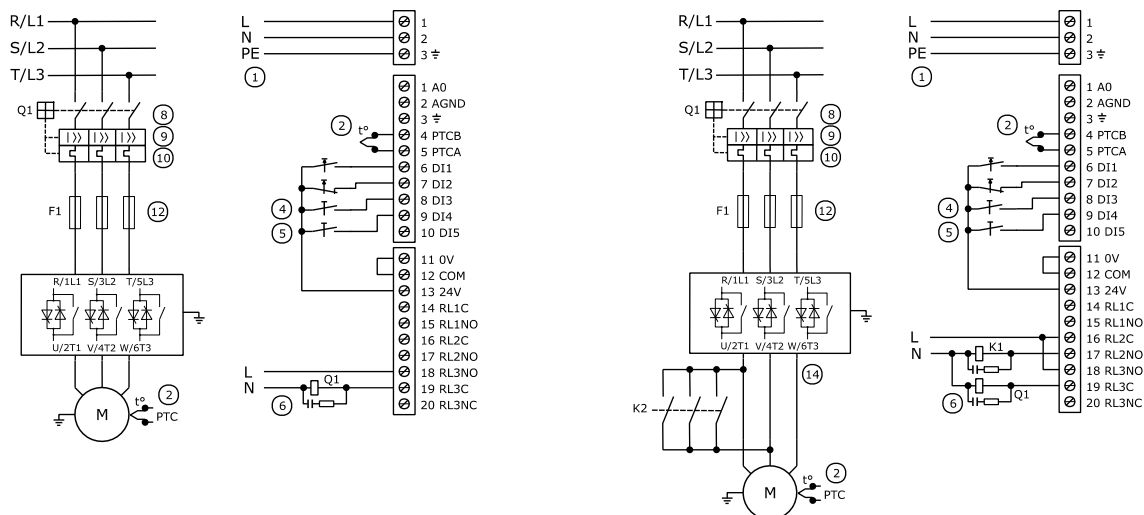 R/L1
S/L2
T/L3
Q1
8
9
10
F1
12
R/1L1 S/3L2 T/5L3
U/2T1 V/4T2 W/6T3
M
t°
2
PTC
L
N
PE
1
1
2
3
1 A0
2 AGND
3
4 PTCB
5 PTCA
6 DI1
7 DI2
8 DI3
9 DI4
10 DI5
2
t°
4
5
11 0V
12 COM
13 24V
14 RL1C
15 RL1NO
16 RL2C
17 RL2NO
18 RL3NO
19 RL3C
20 RL3NC
L
N
Q1
6
R/L1
S/L2
T/L3
Q1
8
9
10
F1
12
R/1L1 S/3L2 T/5L3
U/2T1 V/4T2 W/6T3
14
K2
M
t°
2
PTC
L
N
PE
1
1
2
3
1 A0
2 AGND
3
4 PTCB
5 PTCA
6 DI1
7 DI2
8 DI3
9 DI4
10 DI5
2
t°
4
5
11 0V
12 COM
13 24V
14 RL1C
15 RL1NO
16 RL2C
17 RL2NO
18 RL3NO
19 RL3C
20 RL3NC
L
N
K1
Q1
6